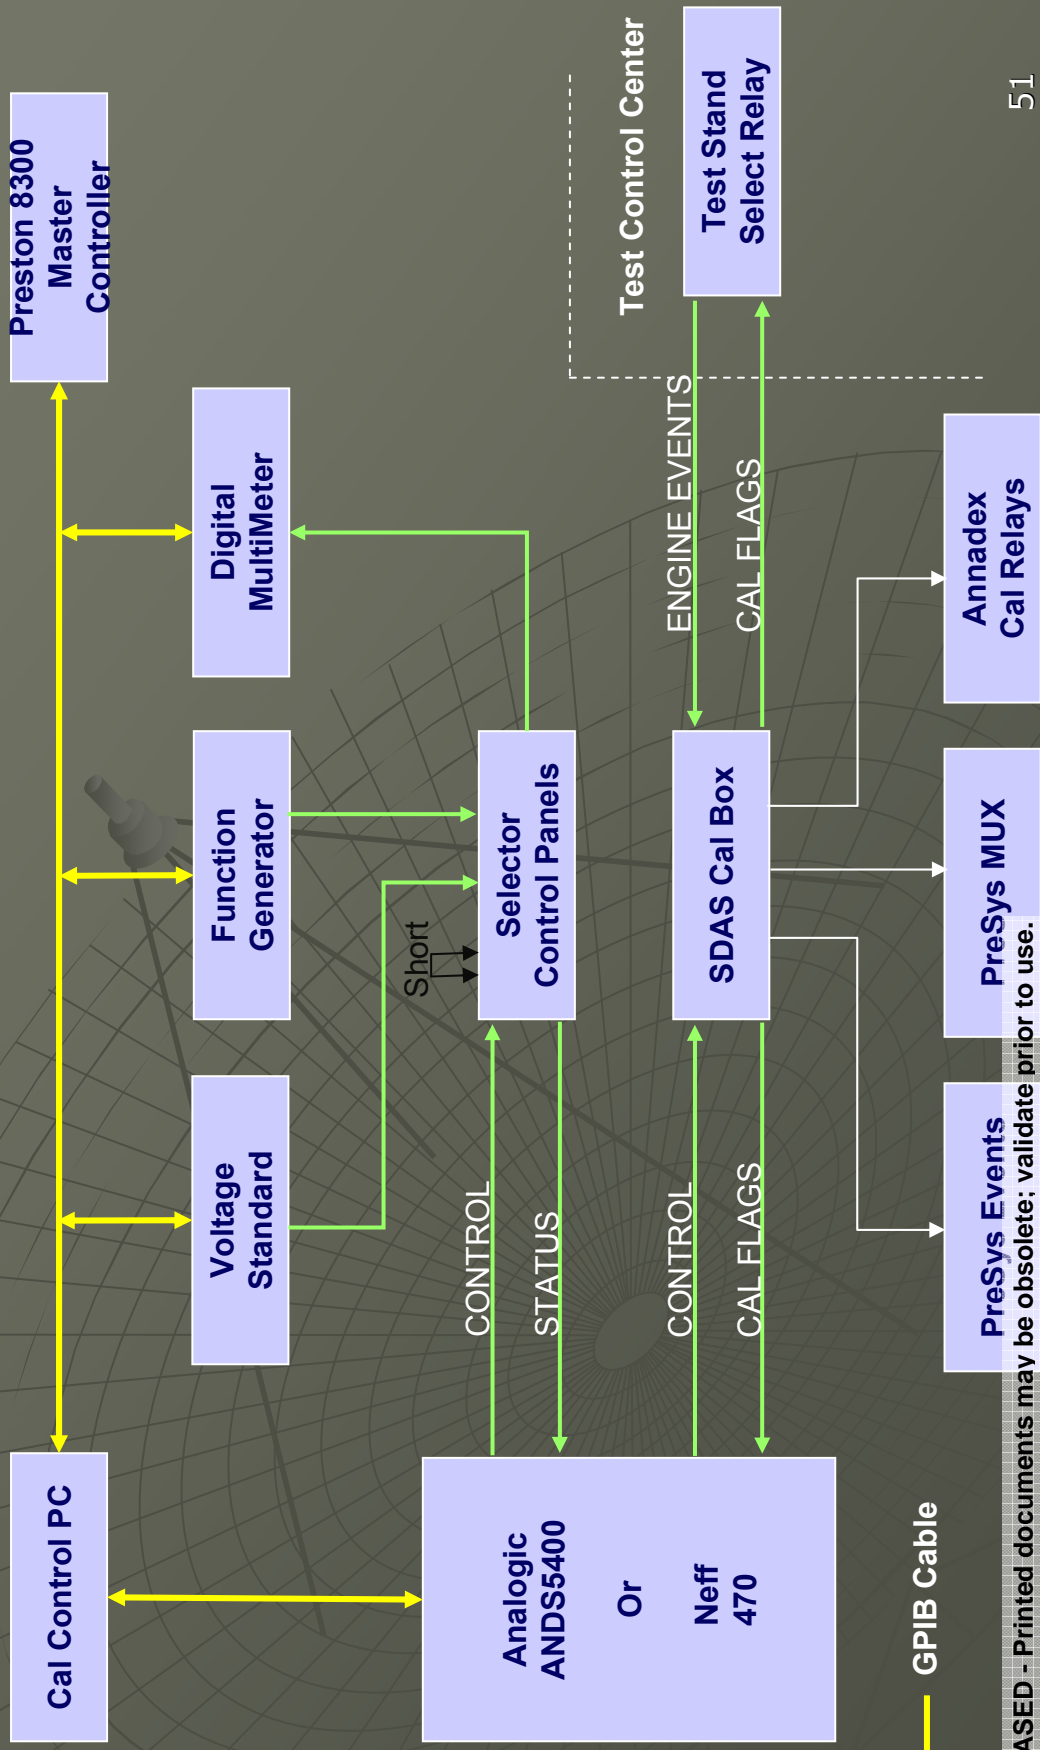 Cal Control PC
Preston 8300
Master
Controller
Voltage
Standard
Function
Generator
Digital
MultiMeter
Short
Analogic
ANDS5400
Or
Neff
470
CONTROL
STATUS
Selector
Control Panels
Test Control Center
CONTROL
CAL FLAGS
SDAS Cal Box
ENGINE EVENTS
CAL FLAGS
Test Stand
Select Relay
PreSys Events
PreSys MUX
Annadex
Cal Relays
GPIB Cable
ASED - Printed documents may be obsolete; validate prior to use.
51